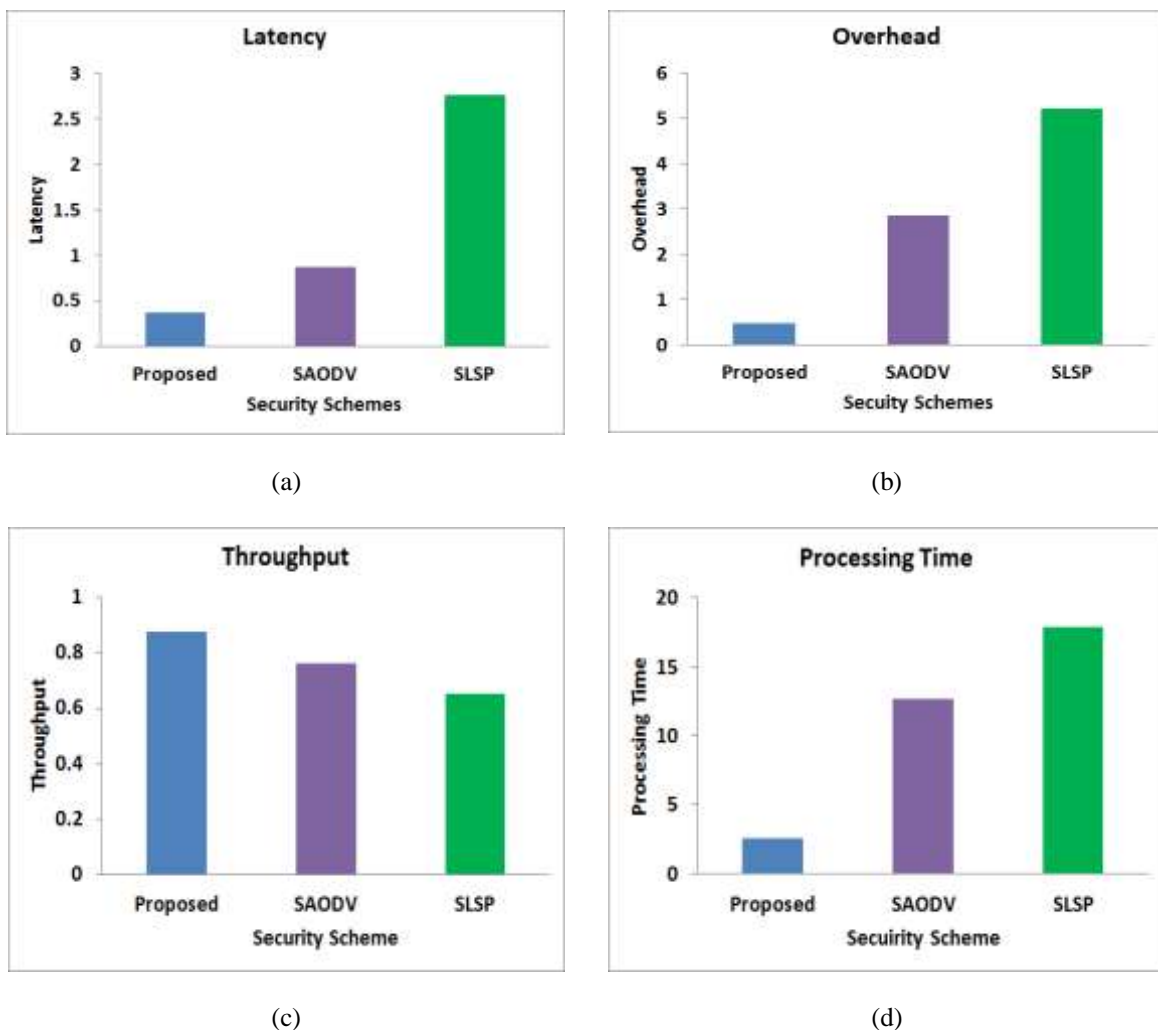 Latency
3
2.5
2
1.5
1
0.5
0
Latency
Proposed SAODV SLSP
Security Schemes
(a)
Overhead
6
5
4
3
2
1
0
Overhead
Proposed SAODV SLSP
Secuity Schemes
(b)
Throughput
1
0.8
0.6
0.4
0.2
0
Throughput
Proposed SAODV SLSP
Security Scheme
(c)
Processing Time
20
15
10
5
0
Processing Time
Proposed SAODV SLSP
Secuirity Scheme
(d)